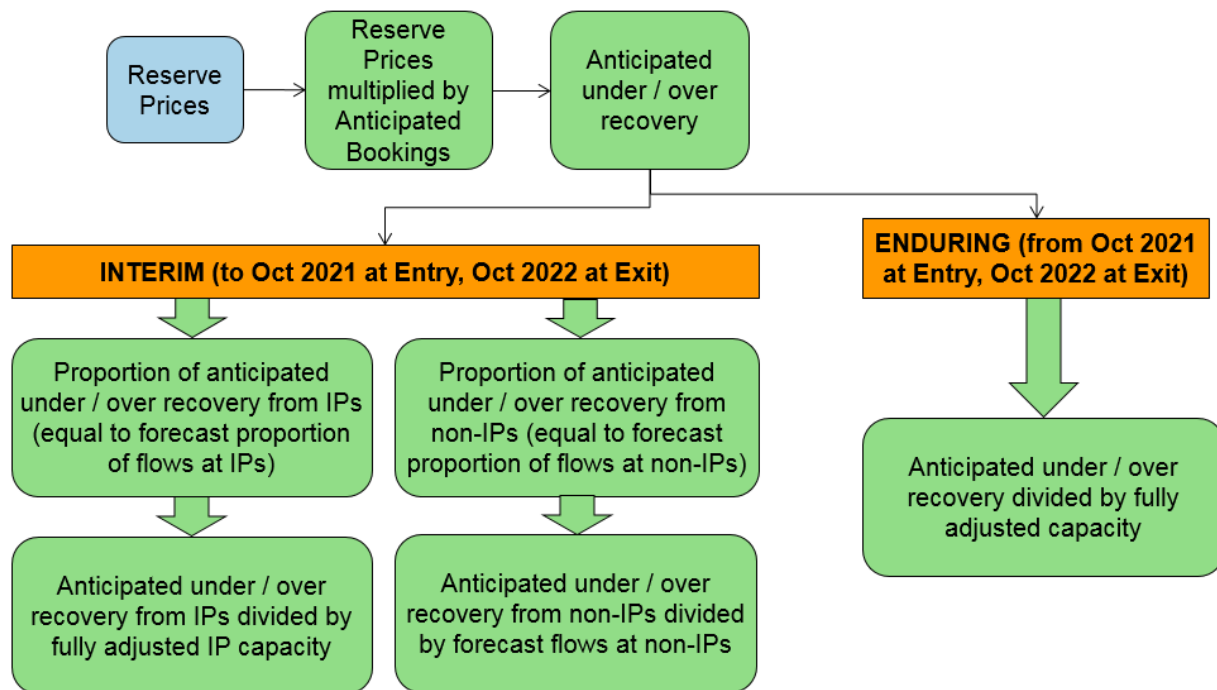 Reserve
Prices
Reserve
Prices
multiplied by
Anticipated
Bookings
Anticipated
under / over
recovery
INTERIM (to Oct 2021 at Entry, Oct 2022 at Exit)
ENDURING (from Oct 2021
at Entry, Oct 2022 at Exit)
Proportion of anticipated
under / over recovery from IPs
(equal to forecast proportion
of flows at IPs)
Proportion of anticipated
under / over recovery from
non-IPs (equal to forecast
proportion of flows at non-IPs)
Anticipated under / over
recovery divided by fully
adjusted capacity
Anticipated under / over
recovery from IPs divided by
fully adjusted IP capacity
Anticipated under / over
recovery from non-IPs divided
by forecast flows at non-IPs